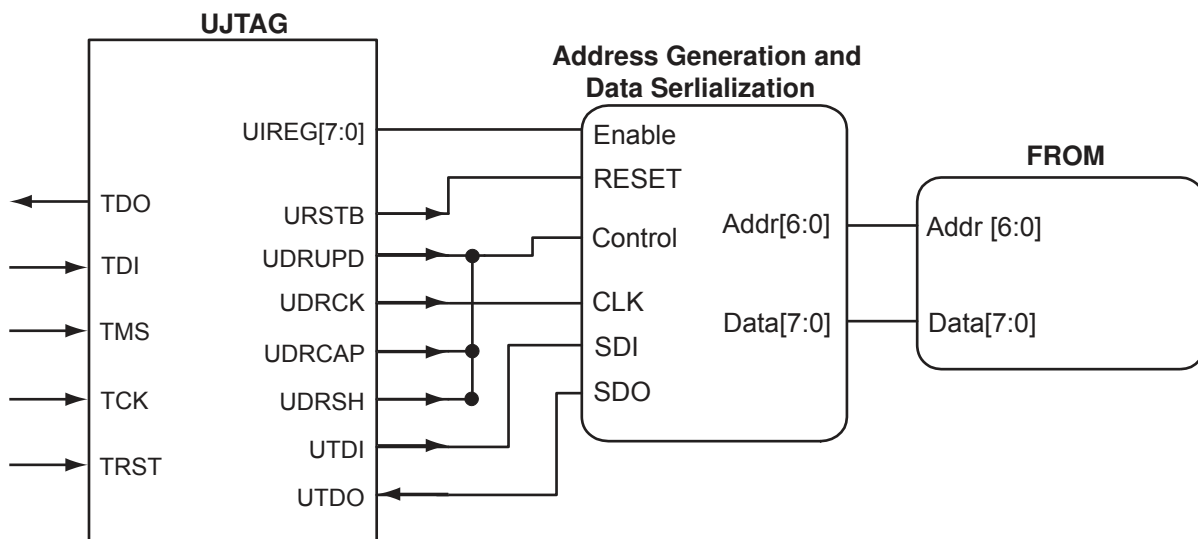 UJTAG
TDO
TDI
TMS
TCK
TRST
UIREG[7:0]
URSTB
UDRUPD
UDRCK
UDRCAP
UDRSH
UTDI
UTDO
Address Generation and
Data Serlialization
Enable
RESET
Control
CLK
SDI
SDO
Addr[6:0]
Data[7:0]
FROM
Addr [6:0]
Data[7:0]